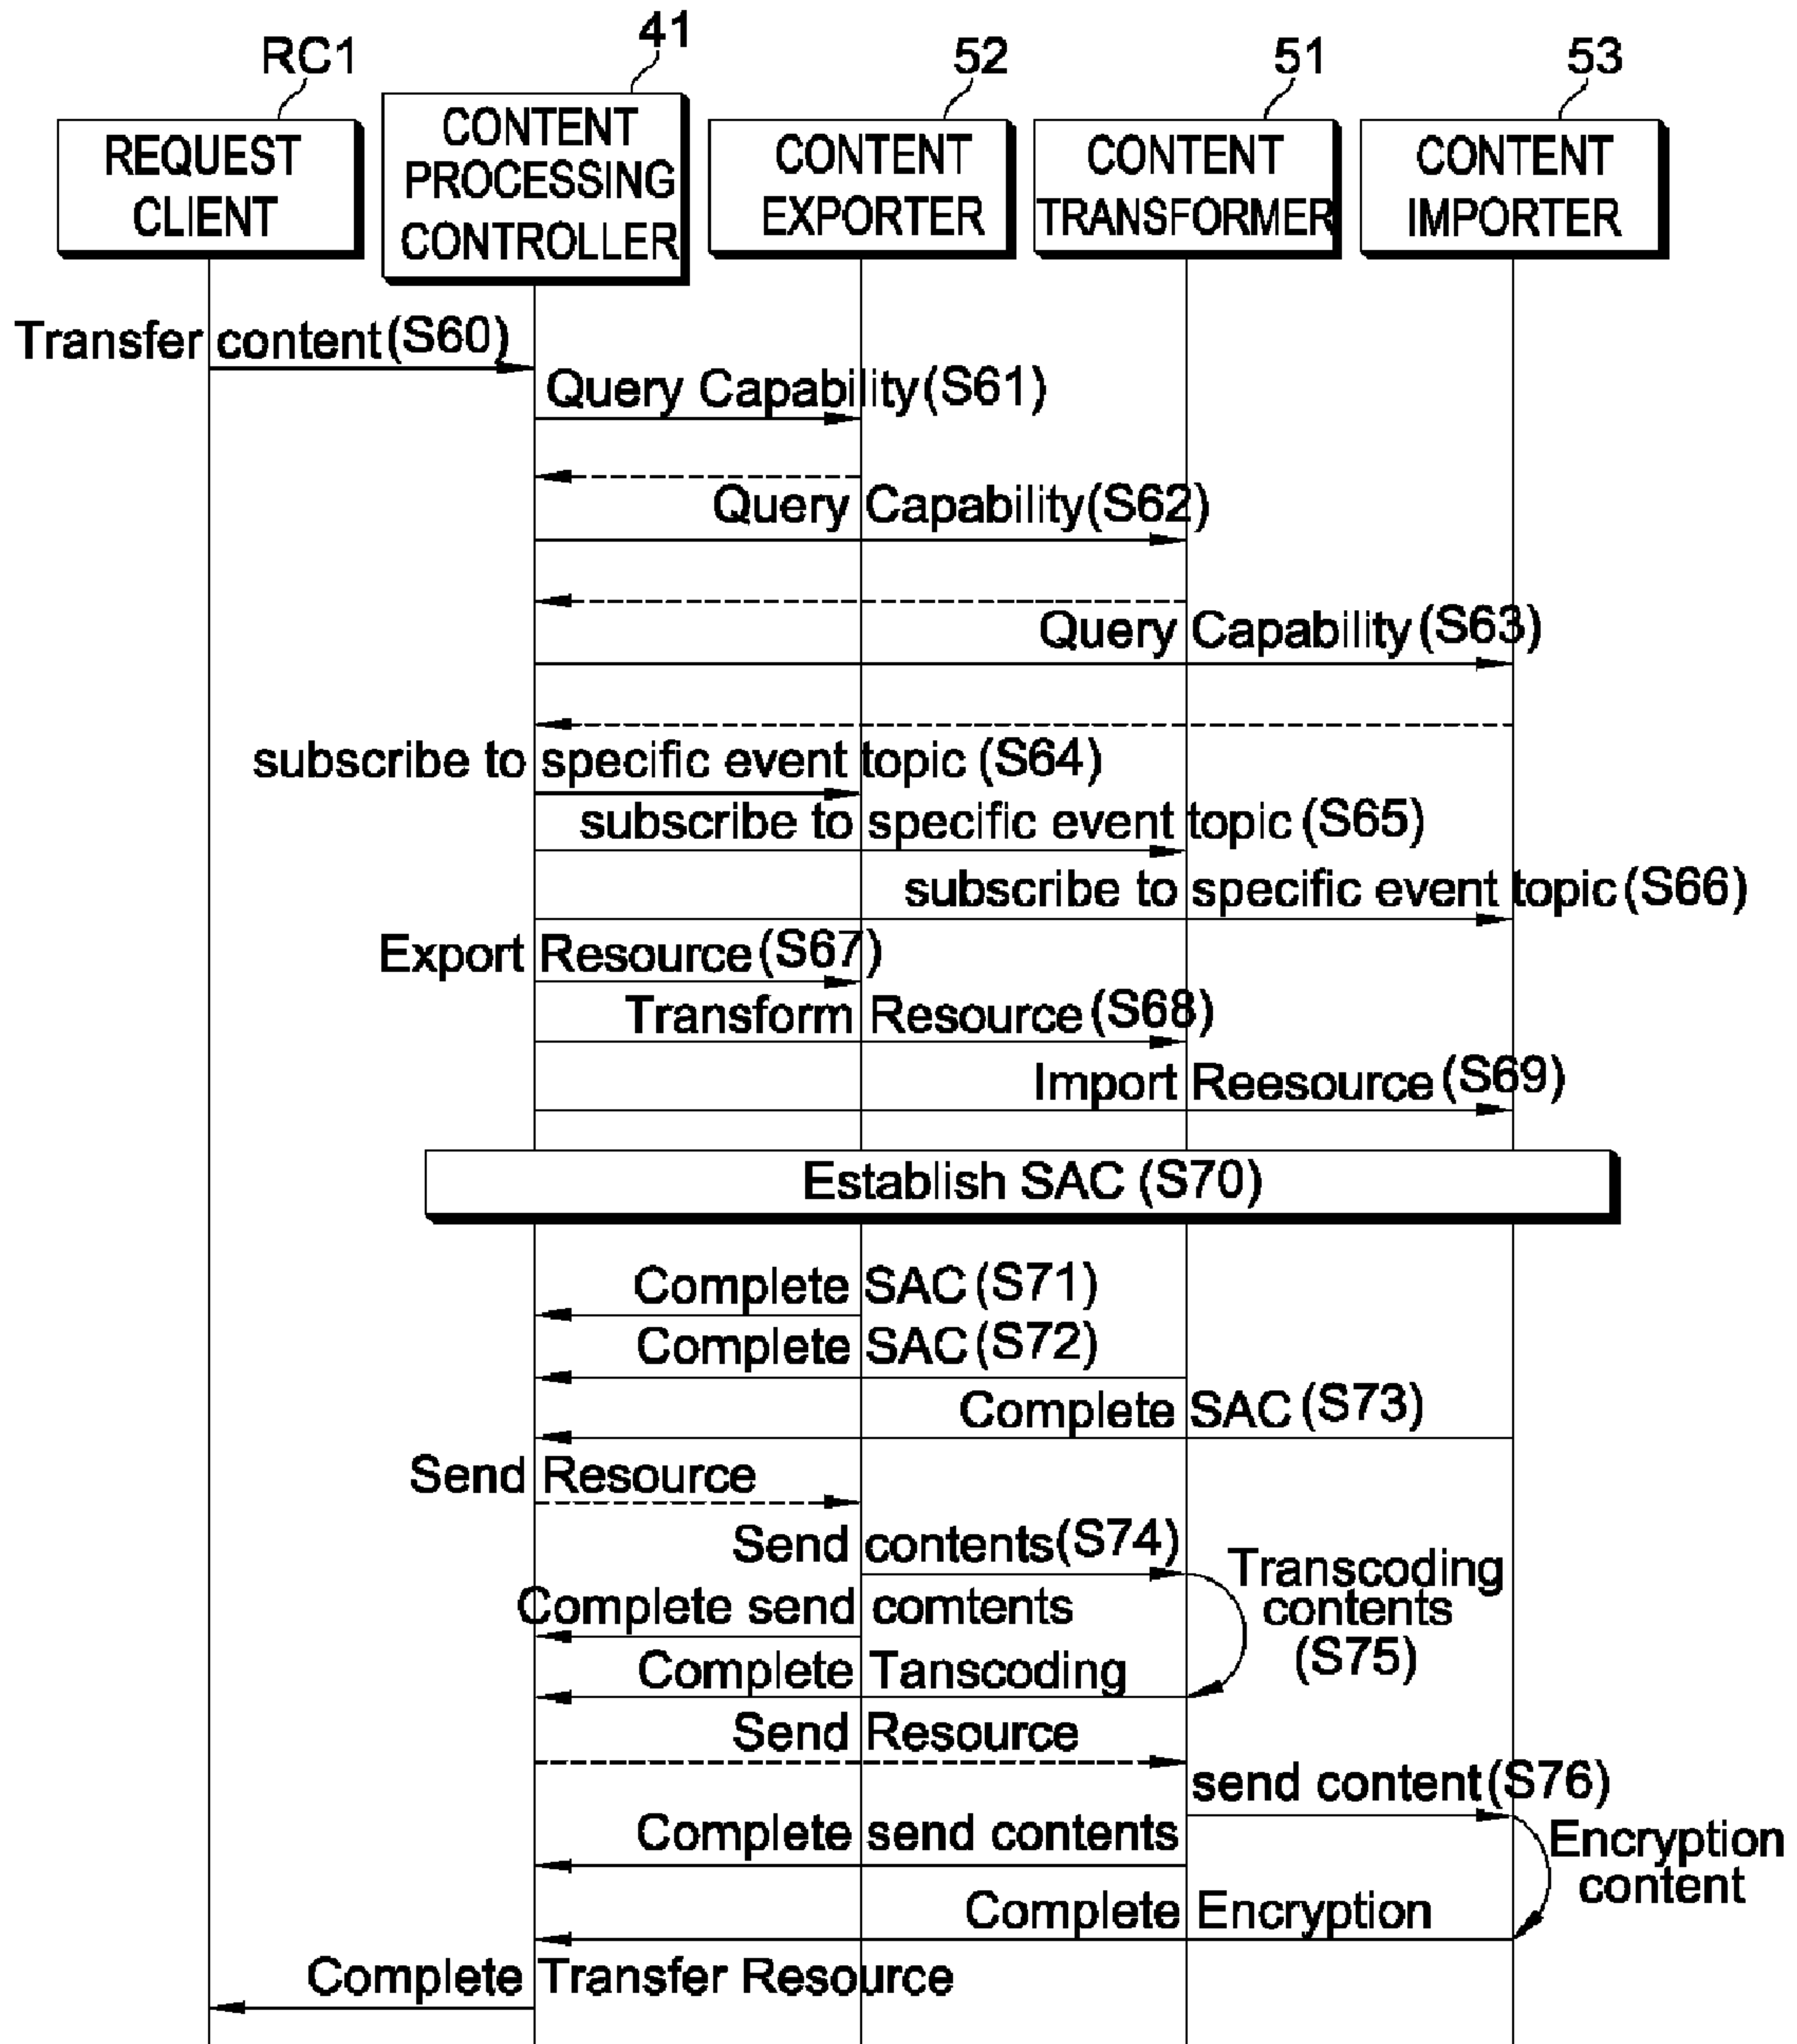 RC1
41
52
51
53
REQUEST
CLIENT
CONTENT
PROCESSING
CONTROLLER
CONTENT
EXPORTER
CONTENT
TRANSFORMER
CONTENT
IMPORTER
Transfer content(S60)
Query Capability(S61)
Query Capability(S62)
Query Capability(S63)
subscribe to specific event topic (S64)
subscribe to specific event topic (S65)
subscribe to specific event topic (S66)
Export Resource(S67)
Transform Resource(S68)
Import Reesource(S69)
Establish SAC (S70)
Complete SAC(S71)
Complete SAC(S72)
Complete SAC(S73)
Send Resource
Send contents(S74)
Transcoding
contents
(S75)
Complete send comtents
Complete Tanscoding
Send Resource
send content(S76)
Complete send contents
Encryption
content
Complete Encryption
Complete Transfer Resource